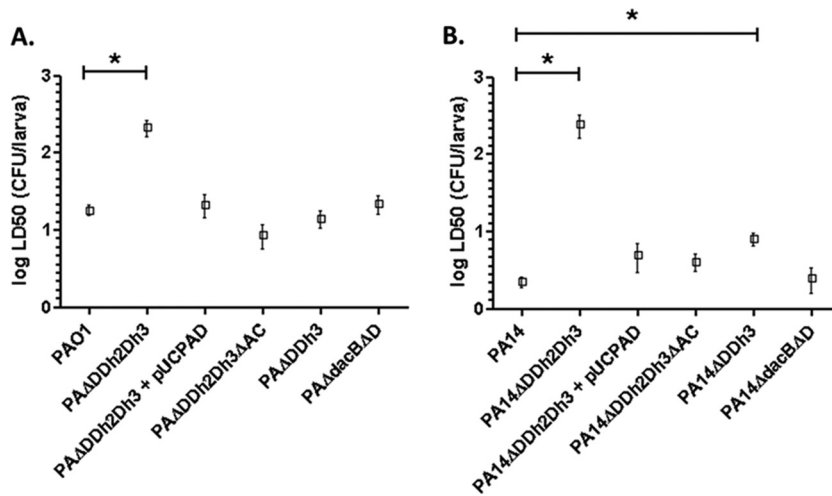 A.
*
3
2
1
0
log LD50 (CFU/larva)
PAO1
PAΔDDh2Dh3
PAΔDDh2Dh3 + pUCPAD
PAΔDDh2Dh3ΔAC
PAΔDDh3
PAΔdacBΔD
B.
*
*
3
2
1
0
log LD50 (CFU/larva)
PA14
PA14ΔDDh2Dh3
PA14ΔDDh2Dh3 + pUCPAD
PA14ΔDDh2Dh3ΔAC
PA14ΔDDh3
PA14ΔdacBΔD